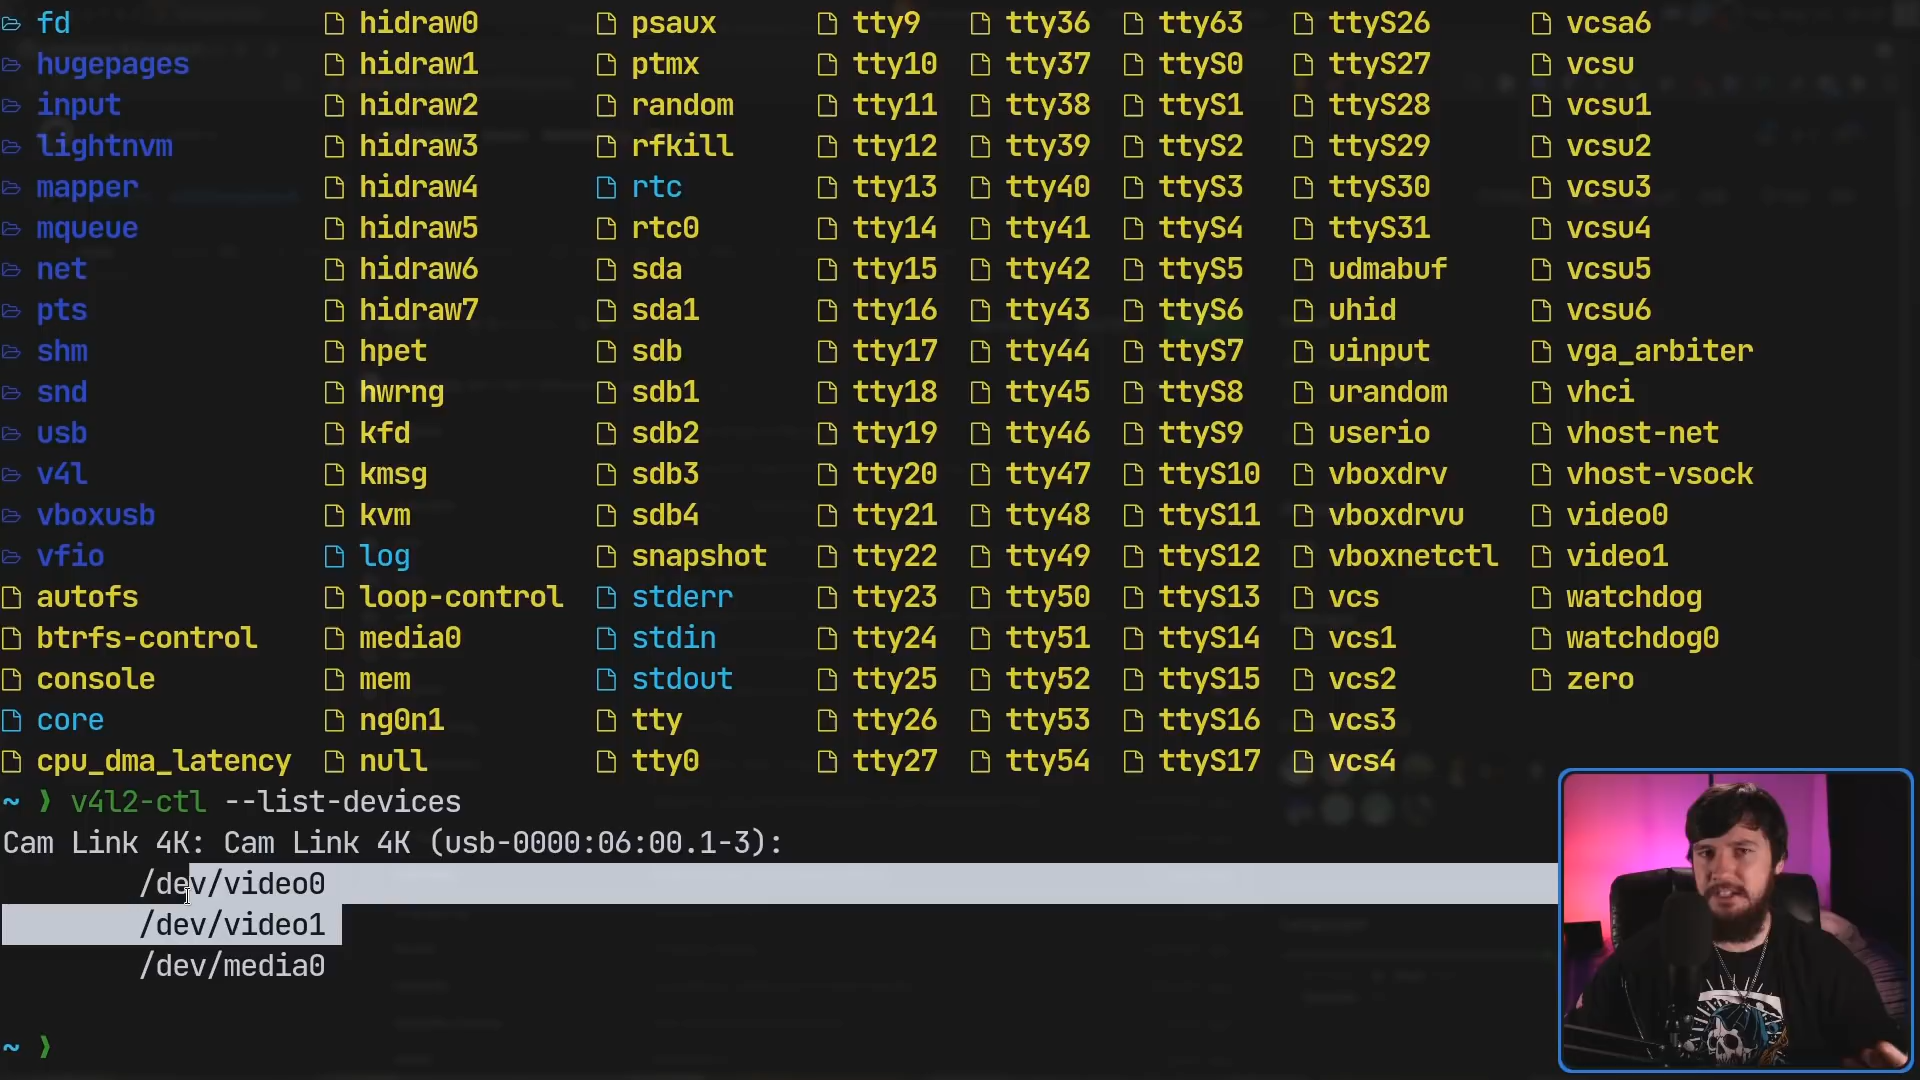 fd hidraw0 psaux tty9 tty36 tty63 ttyS26 vcsa6
hugepages hidraw1 ptmx tty10 tty37 ttyS0 ttyS27 vcsu
input hidraw2 random tty11 tty38 ttyS1 ttyS28 vcsu1
lightnvm hidraw3 rfkill tty12 tty39 ttyS2 ttyS29 vcsu2
mapper hidraw4 rtc tty13 tty40 ttyS3 ttyS30 vcsu3
mqueue hidraw5 rtc0 tty14 tty41 ttyS4 ttyS31 vcsu4
net hidraw6 sda tty15 tty42 ttyS5 udmabuf vcsu5
pts hidraw7 sda1 tty16 tty43 ttyS6 uhid vcsu6
shm hpet sdb tty17 tty44 ttyS7 uinput vga_arbiter
snd hwrng sdb1 tty18 tty45 ttyS8 urandom vhci
usb kfd sdb2 tty19 tty46 ttyS9 userio vhost-net
v4l kmsg sdb3 tty20 tty47 ttyS10 vboxdrv vhost-vsock
vboxusb kvm sdb4 tty21 tty48 ttyS11 vboxdrvu video0
vfio log snapshot tty22 tty49 ttyS12 vboxnetctl video1
autofs loop-control stderr tty23 tty50 ttyS13 vcs watchdog
btrfs-control media0 stdin tty24 tty51 ttyS14 vcs1 watchdog0
console mem stdout tty25 tty52 ttyS15 vcs2 zero
core ng0n1 tty tty26 tty53 ttyS16 vcs3
cpu_dma_latency null tty0 tty27 tty54 ttyS17 vcs4
~ ❯ v4l2-ctl --list-devices
Cam Link 4K: Cam Link 4K (usb-0000:06:00.1-3):
/dev/video0
/dev/video1
/dev/media0
~ ❯